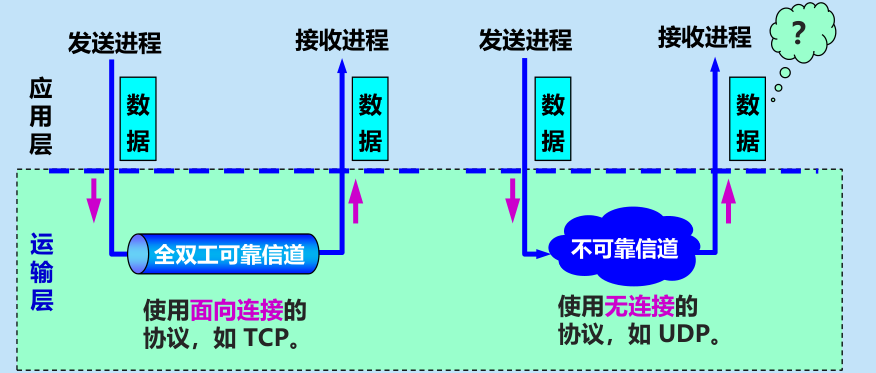 发送进程
接收进程
发送进程
接收进程
?
应用层
数据
数据
数据
数据
运输层
全双工可靠信道
不可靠信道
使用面向连接的
协议，如 TCP。
使用无连接的
协议，如 UDP。